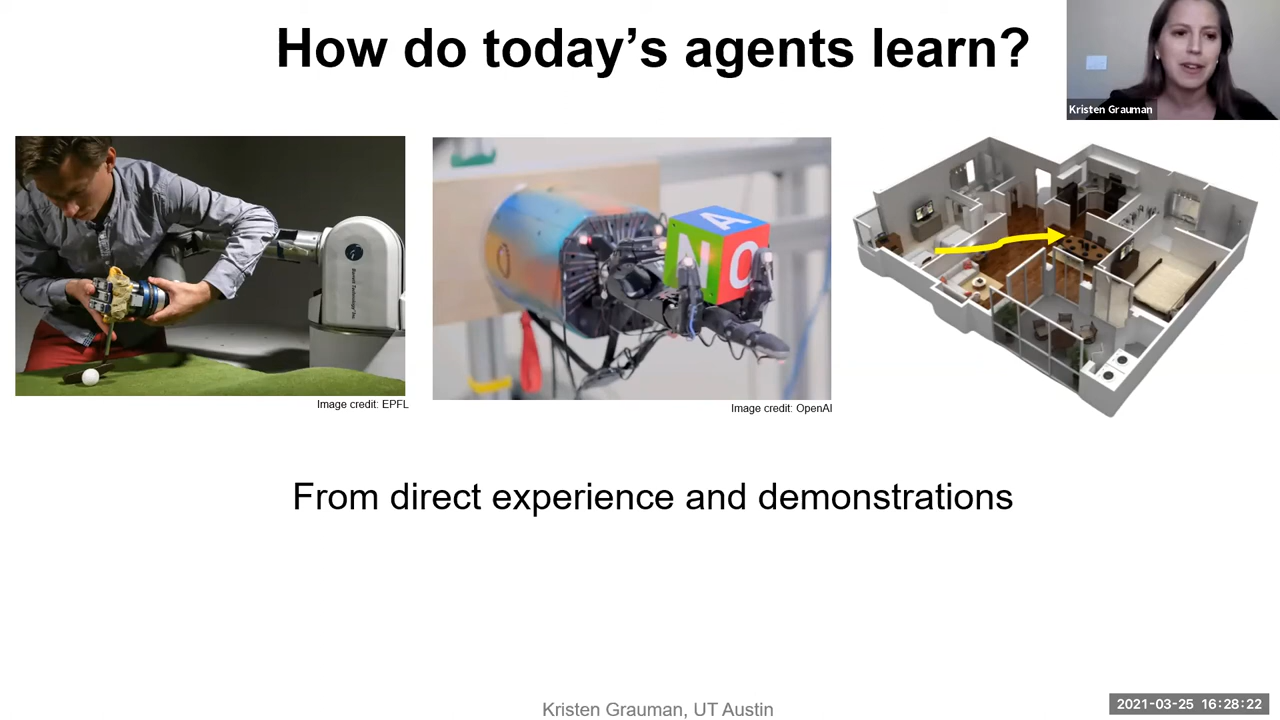 How do today's agents learn?
Kristen Grauman
A
N
O
Image credit: EPFL
Image credit: OpenAI
From direct experience and demonstrations
Kristen Grauman, UT Austin
2021-03-25 16:28:22